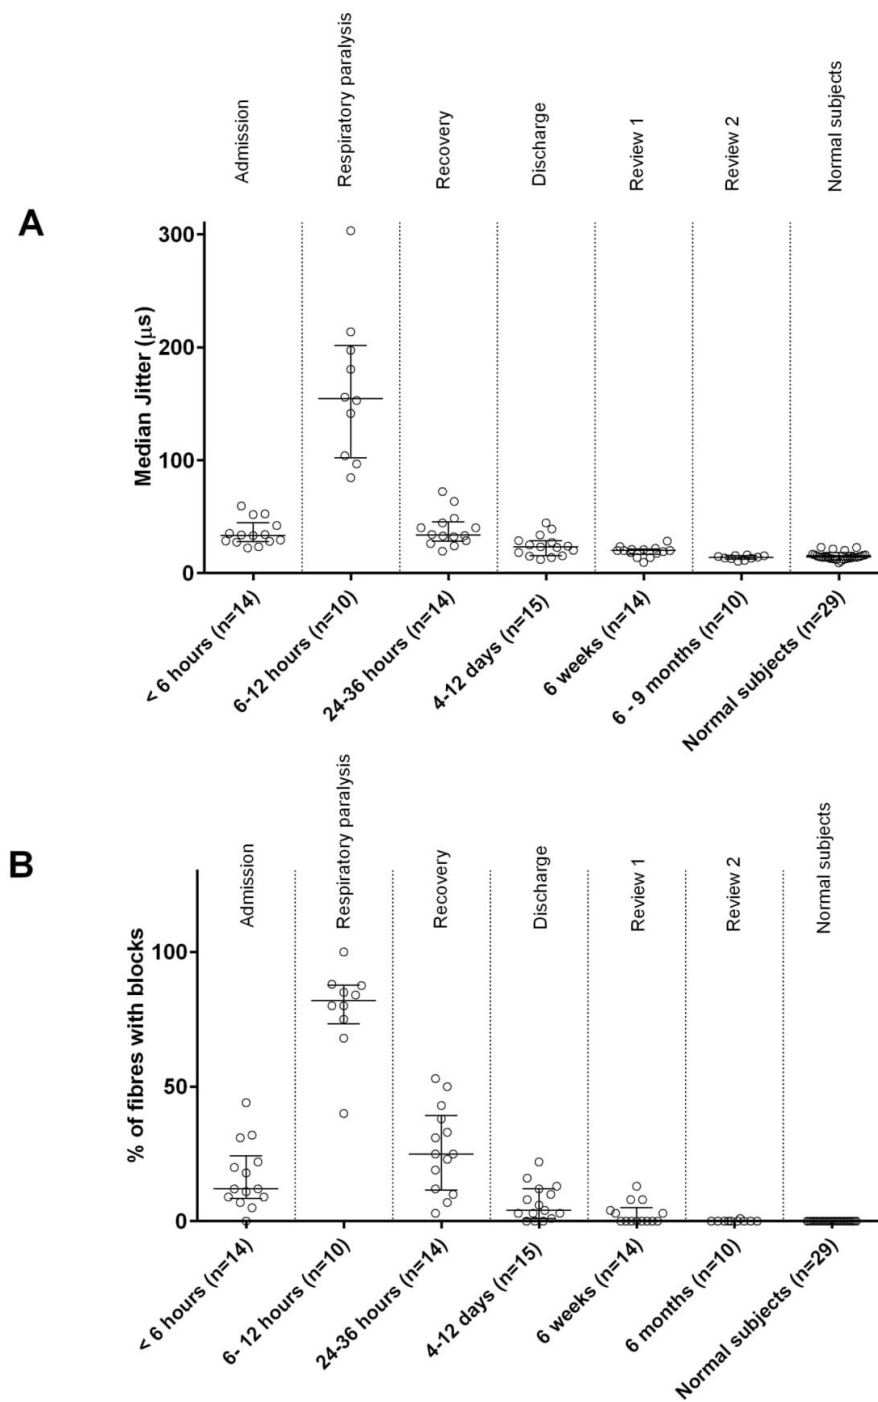 Admission
Respiratory paralysis
Recovery
Discharge
Review 1
Review 2
Normal subjects
A
Median Jitter (µs)
300
200
100
0
< 6 hours (n=14)
6-12 hours (n=10)
24-36 hours (n=14)
4-12 days (n=15)
6 weeks (n=14)
6 - 9 months (n=10)
Normal subjects (n=29)
B
Admission
Respiratory paralysis
Recovery
Discharge
Review 1
Review 2
Normal subjects
% of fibres with blocks
100
50
0
< 6 hours (n=14)
6- 12 hours (n=10)
24-36 hours (n=14)
4-12 days (n=15)
6 weeks (n=14)
6 months (n=10)
Normal subjects (n=29)